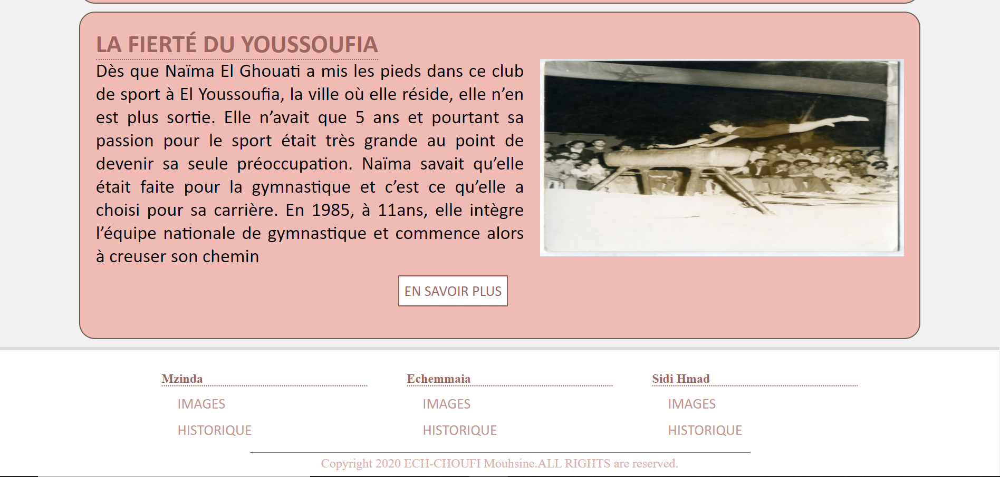 LA FIERTÉ DU YOUSSOUFIA
Dès que Naïma El Ghouati a mis les pieds dans ce club
de sport à El Youssoufia, la ville où elle réside, elle n’en
est plus sortie. Elle n’avait que 5 ans et pourtant sa
passion pour le sport était très grande au point de
devenir sa seule préoccupation. Naïma savait qu’elle
était faite pour la gymnastique et c’est ce qu’elle a
choisi pour sa carrière. En 1985, à 11ans, elle intègre
l’équipe nationale de gymnastique et commence alors
à creuser son chemin
EN SAVOIR PLUS
Mzinda
IMAGES
HISTORIQUE
Echemmaia
IMAGES
HISTORIQUE
Sidi Hmad
IMAGES
HISTORIQUE
Copyright 2020 ECH-CHOUFI Mouhsine.ALL RIGHTS are reserved.